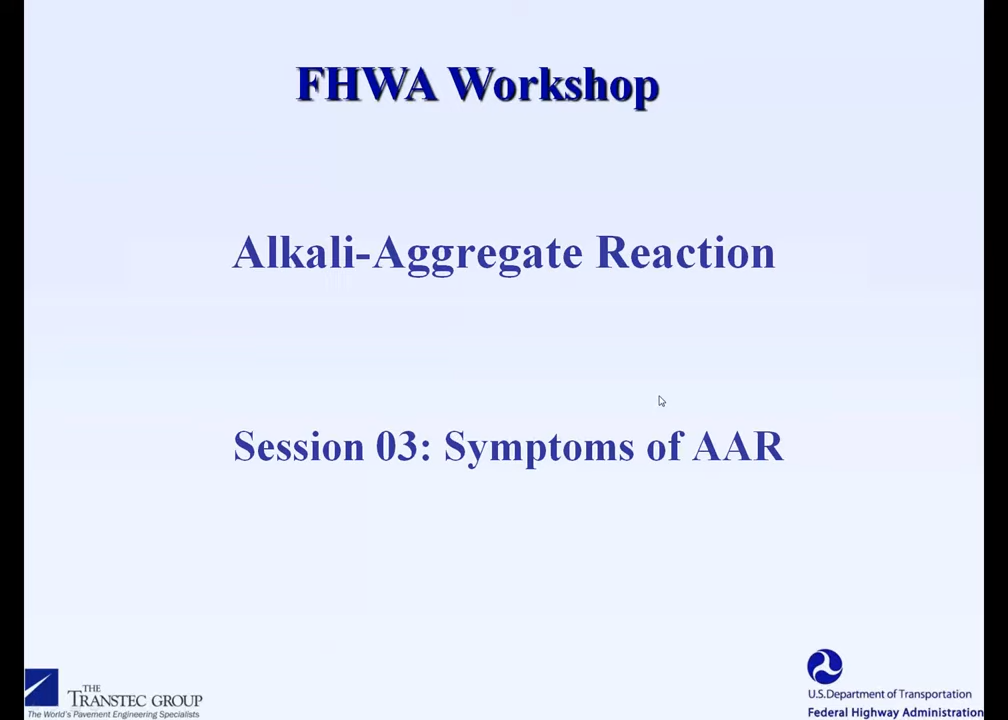 FHWA Workshop
Alkali-Aggregate Reaction
Session 03: Symptoms of AAR
THE
TRANSTEC GROUP
The World's Pavement Engineering Specialists
U.S.Department of Transportation
Federal Highway Administration